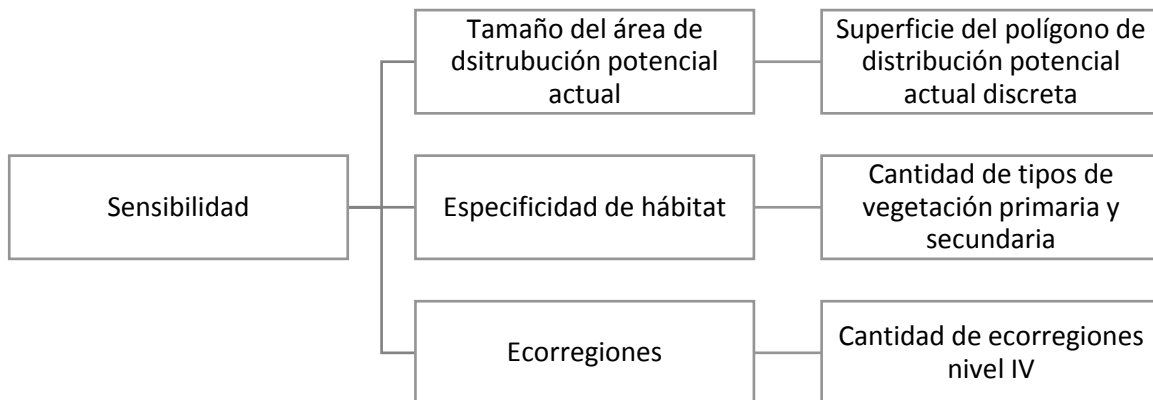 Sensibilidad
Tamaño del área de
dsitrubución potencial
actual
Superficie del polígono de
distribución potencial
actual discreta
Especificidad de hábitat
Cantidad de tipos de
vegetación primaria y
secundaria
Ecorregiones
Cantidad de ecorregiones
nivel IV